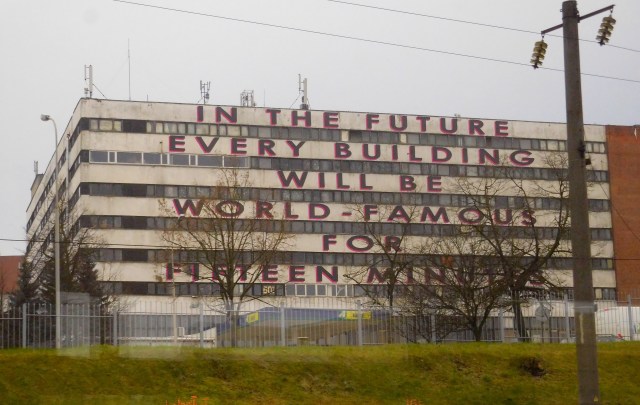 IN THE FUTURE
EVERY BUILDING
WILL BE
WORLD-FAMOUS
FOR
FIFTEEN MINUTES